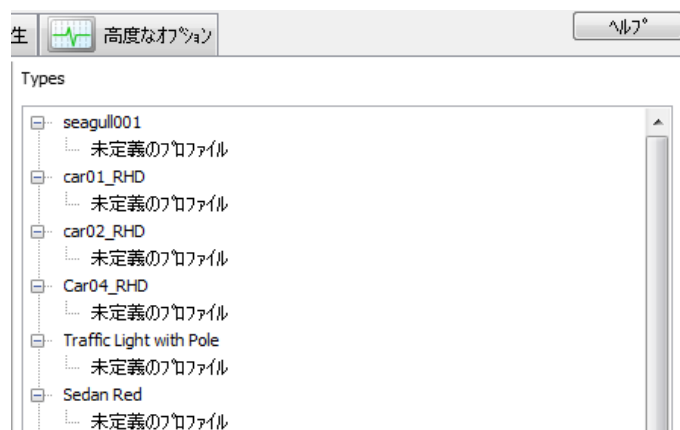 生 高度なｵﾌﾟｼｮﾝ ﾍﾙﾌﾟ
Types
seagull001
未定義のﾌﾟﾛﾌｧｲﾙ
car01_RHD
未定義のﾌﾟﾛﾌｧｲﾙ
car02_RHD
未定義のﾌﾟﾛﾌｧｲﾙ
Car04_RHD
未定義のﾌﾟﾛﾌｧｲﾙ
Traffic Light with Pole
未定義のﾌﾟﾛﾌｧｲﾙ
Sedan Red
未定義のﾌﾟﾛﾌｧｲﾙ